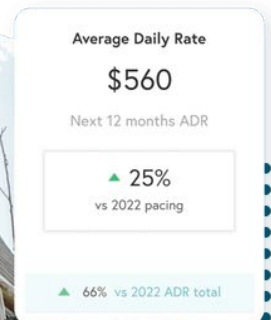 Average Daily Rate
$560
Next 12 months ADR
▲ 25%
vs 2022 pacing
▲ 66% vs 2022 ADR total